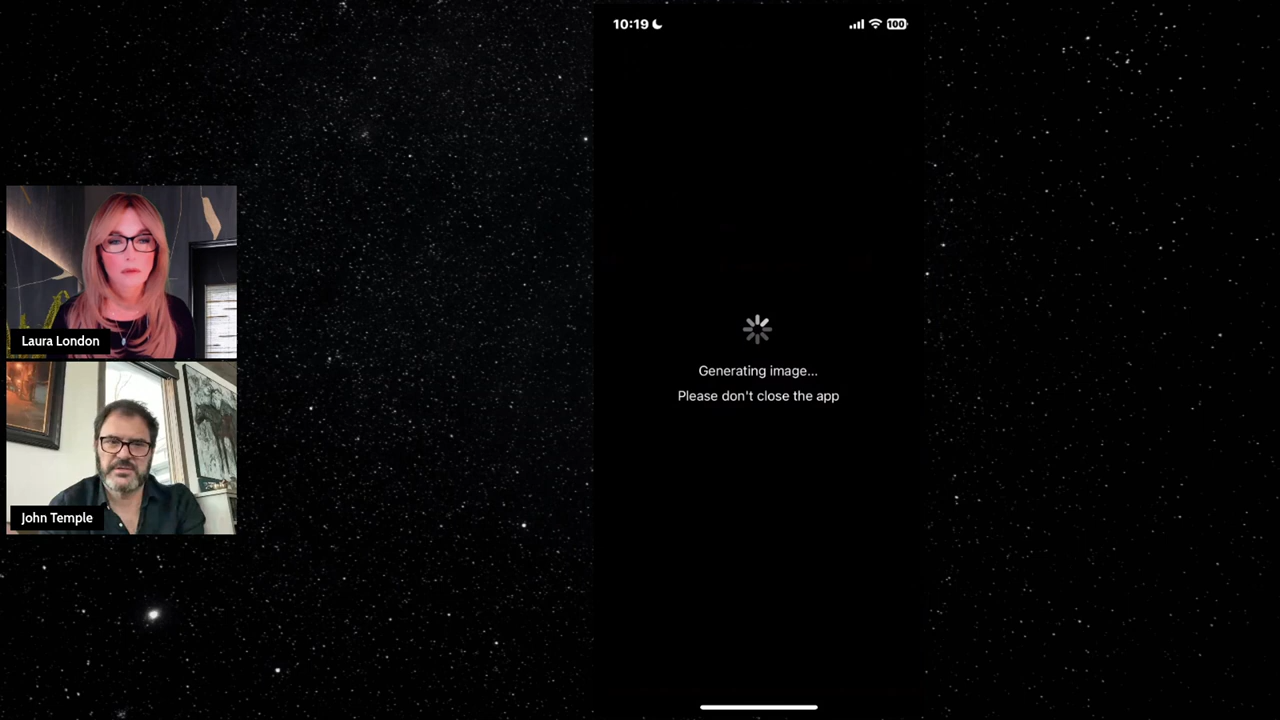 10:19
100
Laura London
Generating image...
Please don't close the app
John Temple